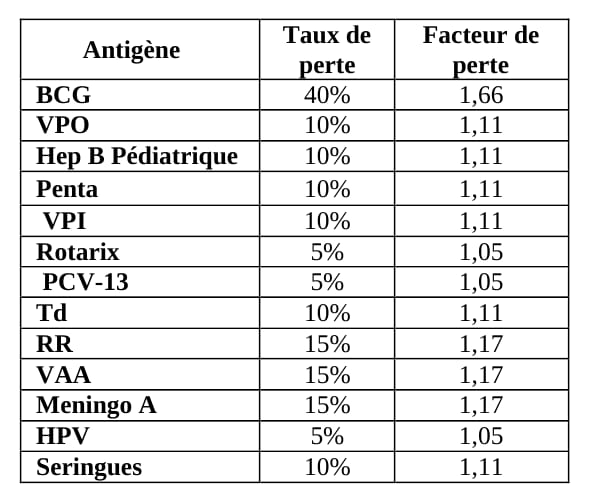 Antigène Taux de perte Facteur de perte
BCG 40% 1,66
VPO 10% 1,11
Hep B Pédiatrique 10% 1,11
Penta 10% 1,11
VPI 10% 1,11
Rotarix 5% 1,05
PCV-13 5% 1,05
Td 10% 1,11
RR 15% 1,17
VAA 15% 1,17
Meningo A 15% 1,17
HPV 5% 1,05
Seringues 10% 1,11